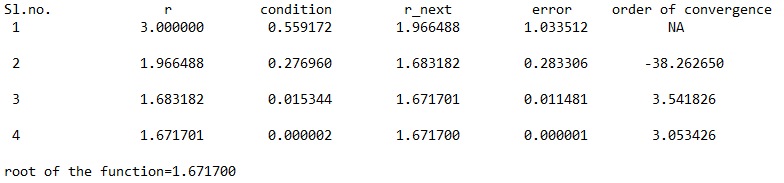 Sl.no. r condition r_next error order of convergence
1 3.000000 0.559172 1.966488 1.033512 NA
2 1.966488 0.276960 1.683182 0.283306 -38.262650
3 1.683182 0.015344 1.671701 0.011481 3.541826
4 1.671701 0.000002 1.671700 0.000001 3.053426
root of the function=1.671700